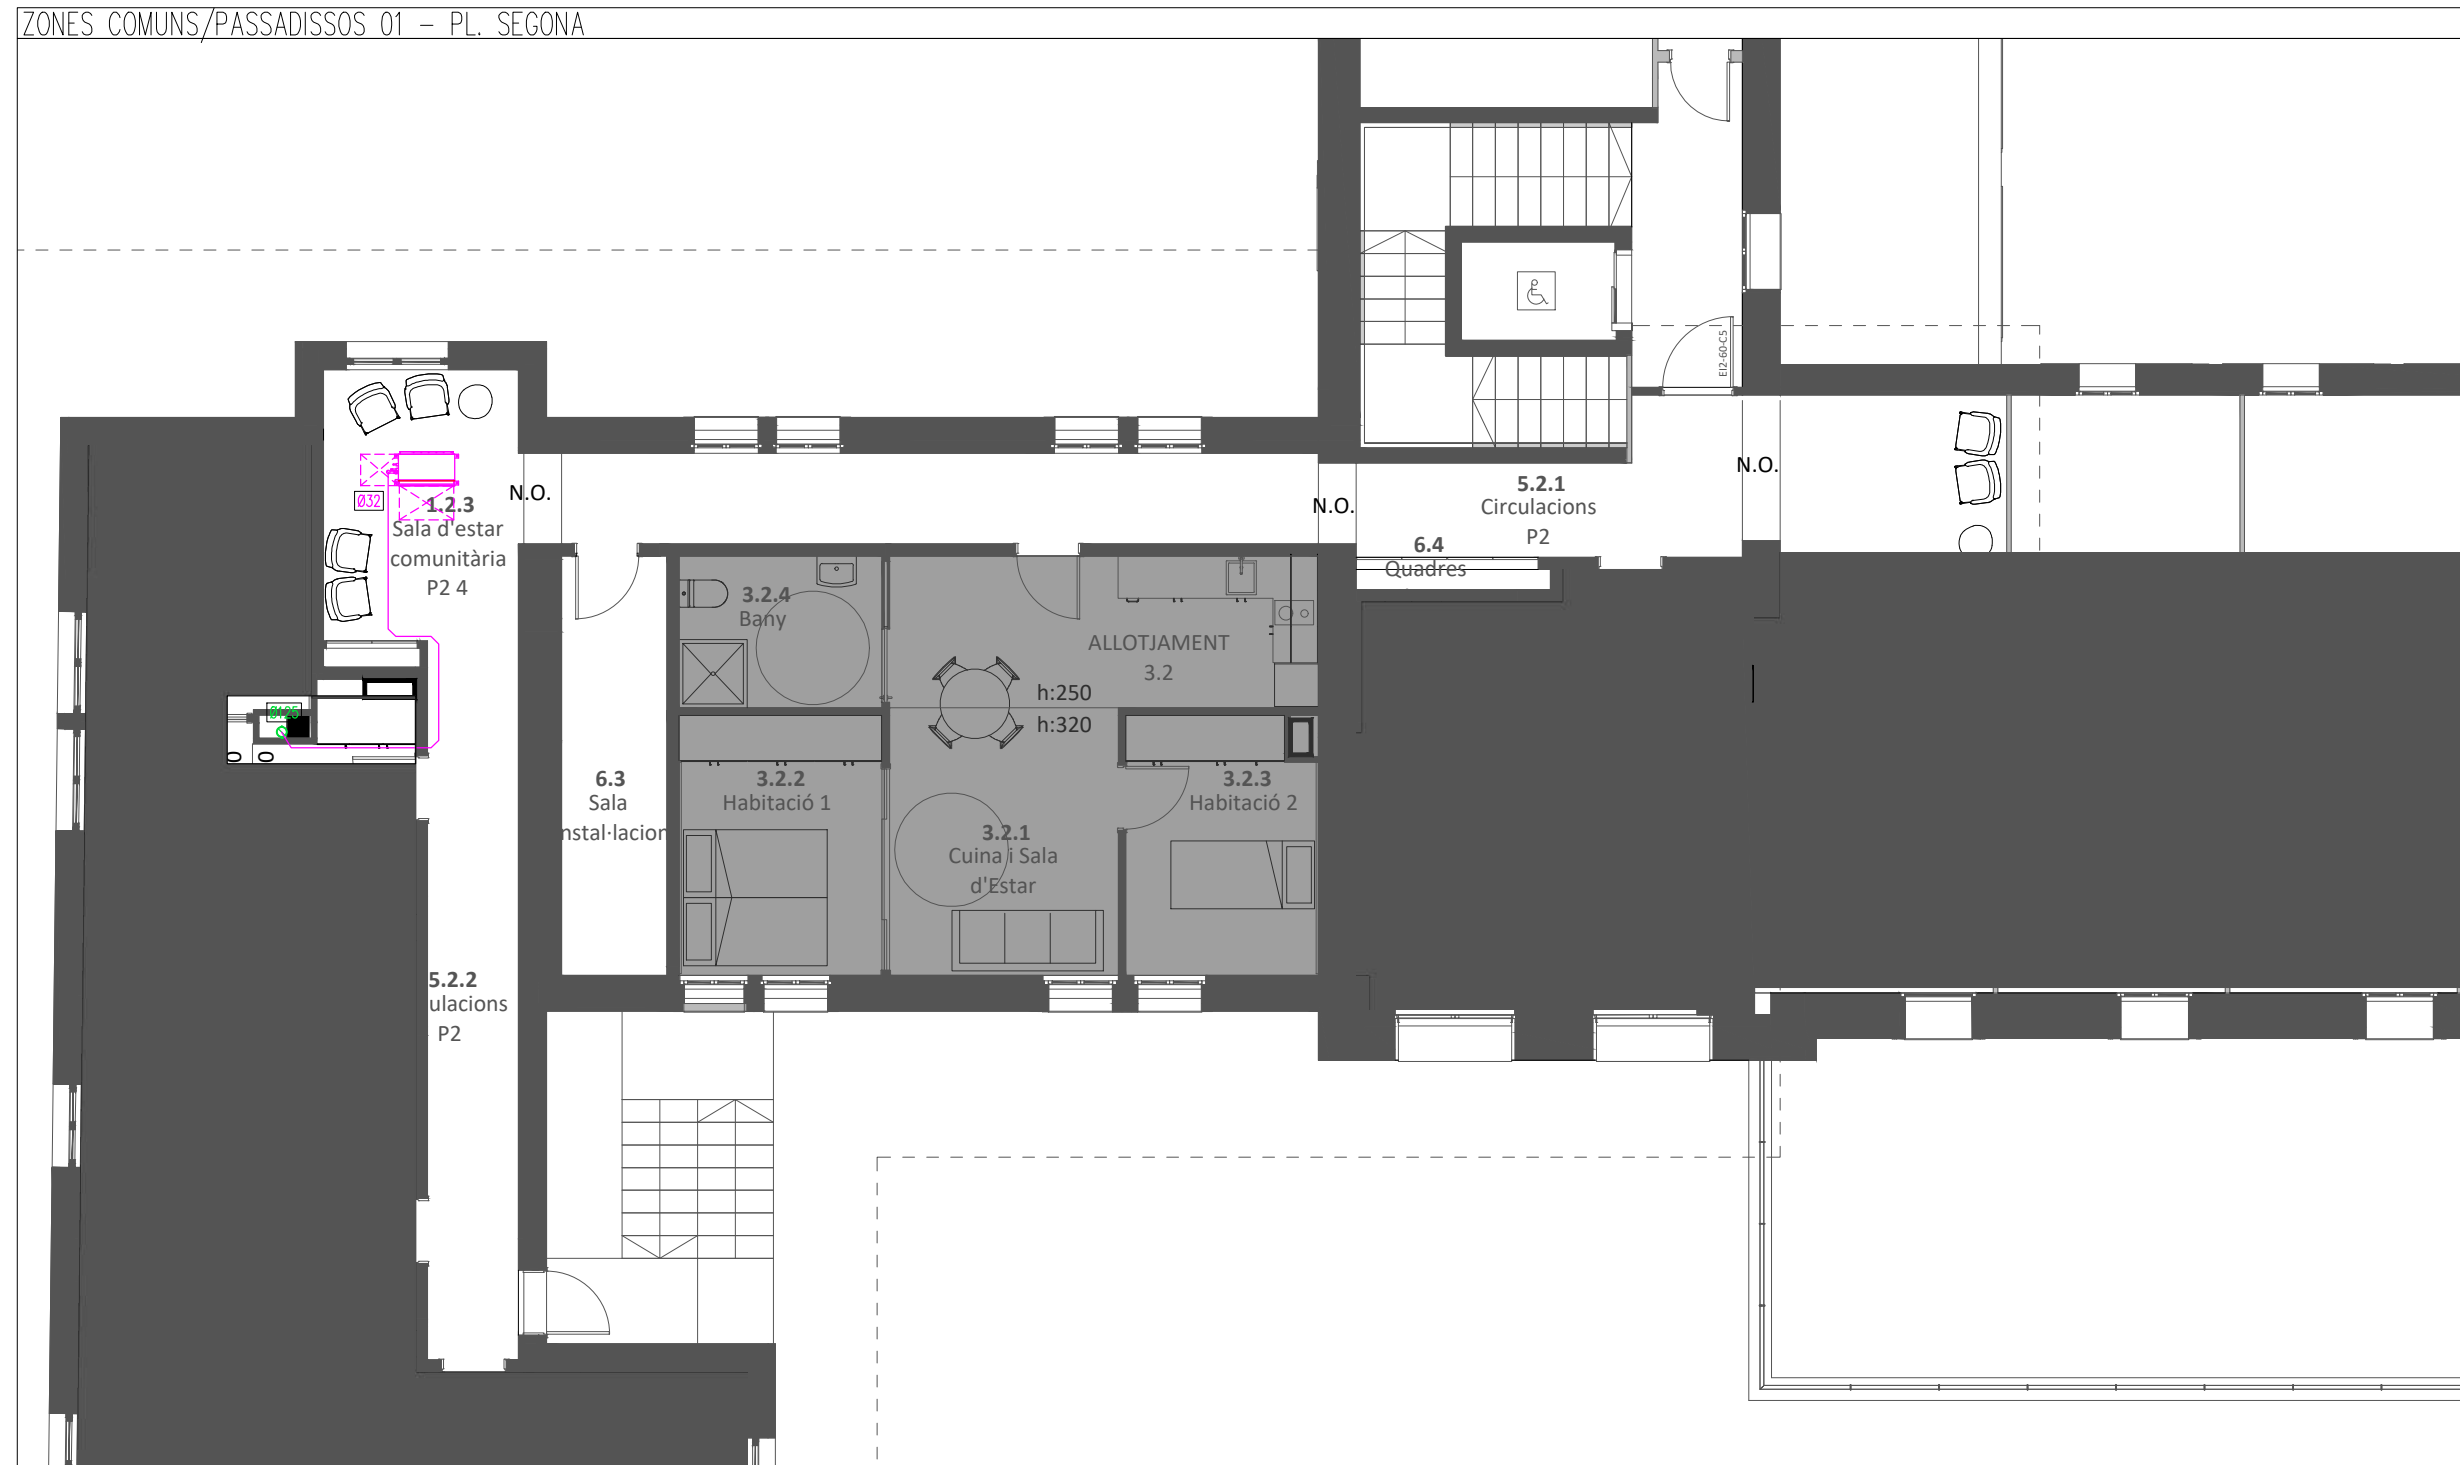 ZONES COMUNS/PASSADISSOS 01 - PL. SEGONA
EI2-60-C5
N.O.
N.O.
N.O.
5.2.1
Circulacions
P2
6.4
Quadres
Ø32
1.2.3
Sala d'estar
comunitària
P2 4
3.2.4
Bany
ALLOTJAMENT
3.2
h:250
h:320
Ø125
6.3
Sala
nstal·lacion
3.2.2
Habitació 1
3.2.3
Habitació 2
3.2.1
Cuina i Sala
d'Estar
5.2.2
ulacions
P2